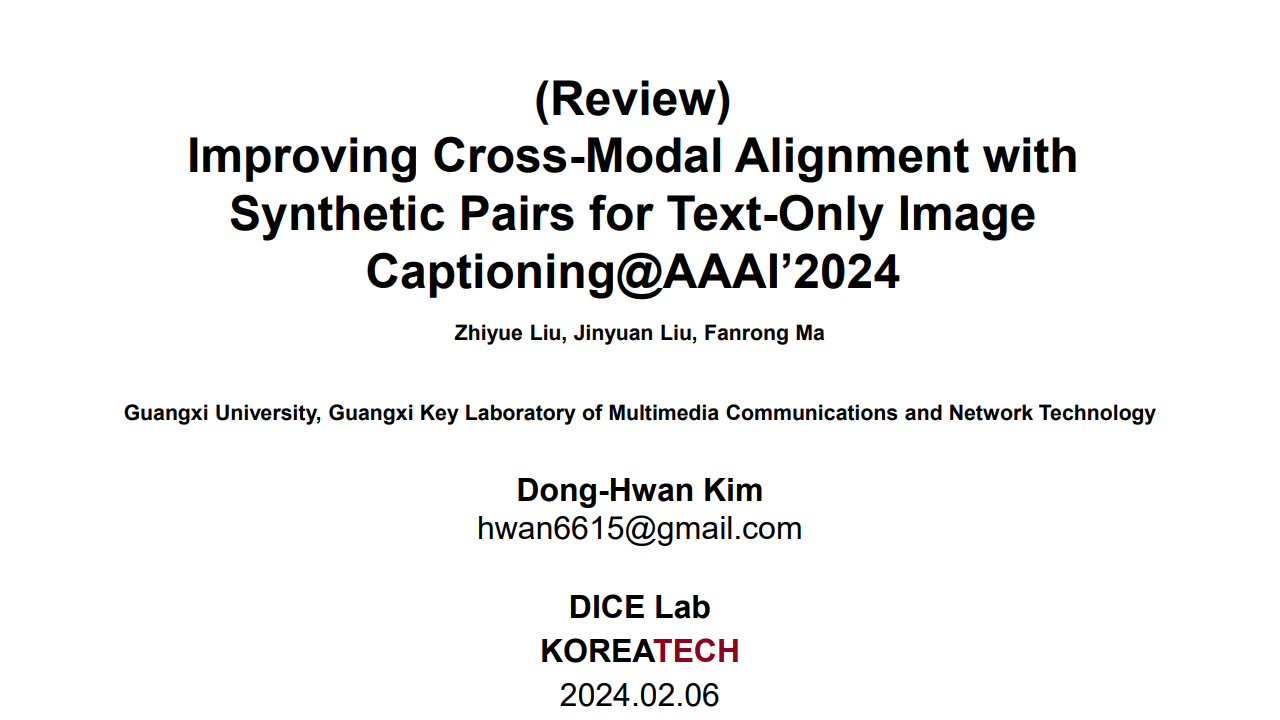 (Review)
Improving Cross-Modal Alignment with
Synthetic Pairs for Text-Only Image
Captioning@AAAI’2024
Zhiyue Liu, Jinyuan Liu, Fanrong Ma
Guangxi University, Guangxi Key Laboratory of Multimedia Communications and Network Technology
Dong-Hwan Kim
hwan6615@gmail.com
DICE Lab
KOREATECH
2024.02.06